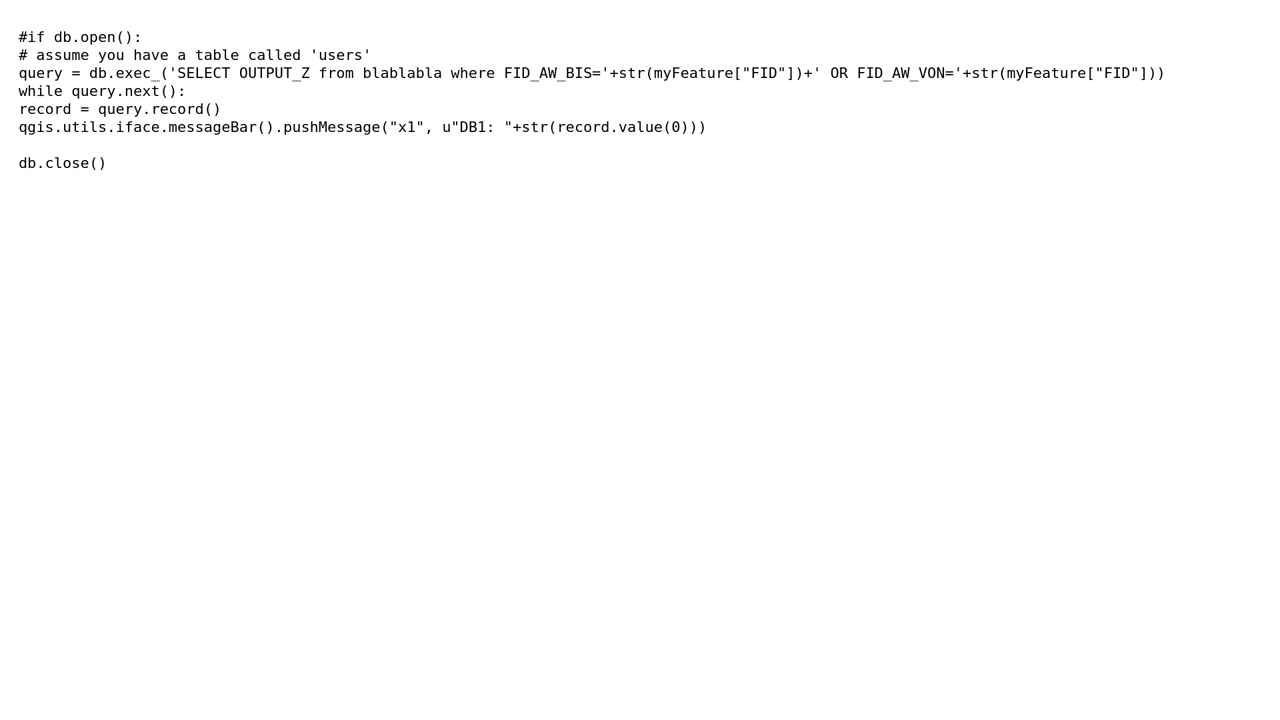 #if db.open():
# assume you have a table called 'users'
query = db.exec_('SELECT OUTPUT_Z from blablabla where FID_AW_BIS='+str(myFeature["FID"])+' OR FID_AW_VON='+str(myFeature["FID"]))
while query.next():
record = query.record()
qgis.utils.iface.messageBar().pushMessage("x1", u"DB1: "+str(record.value(0)))
db.close()